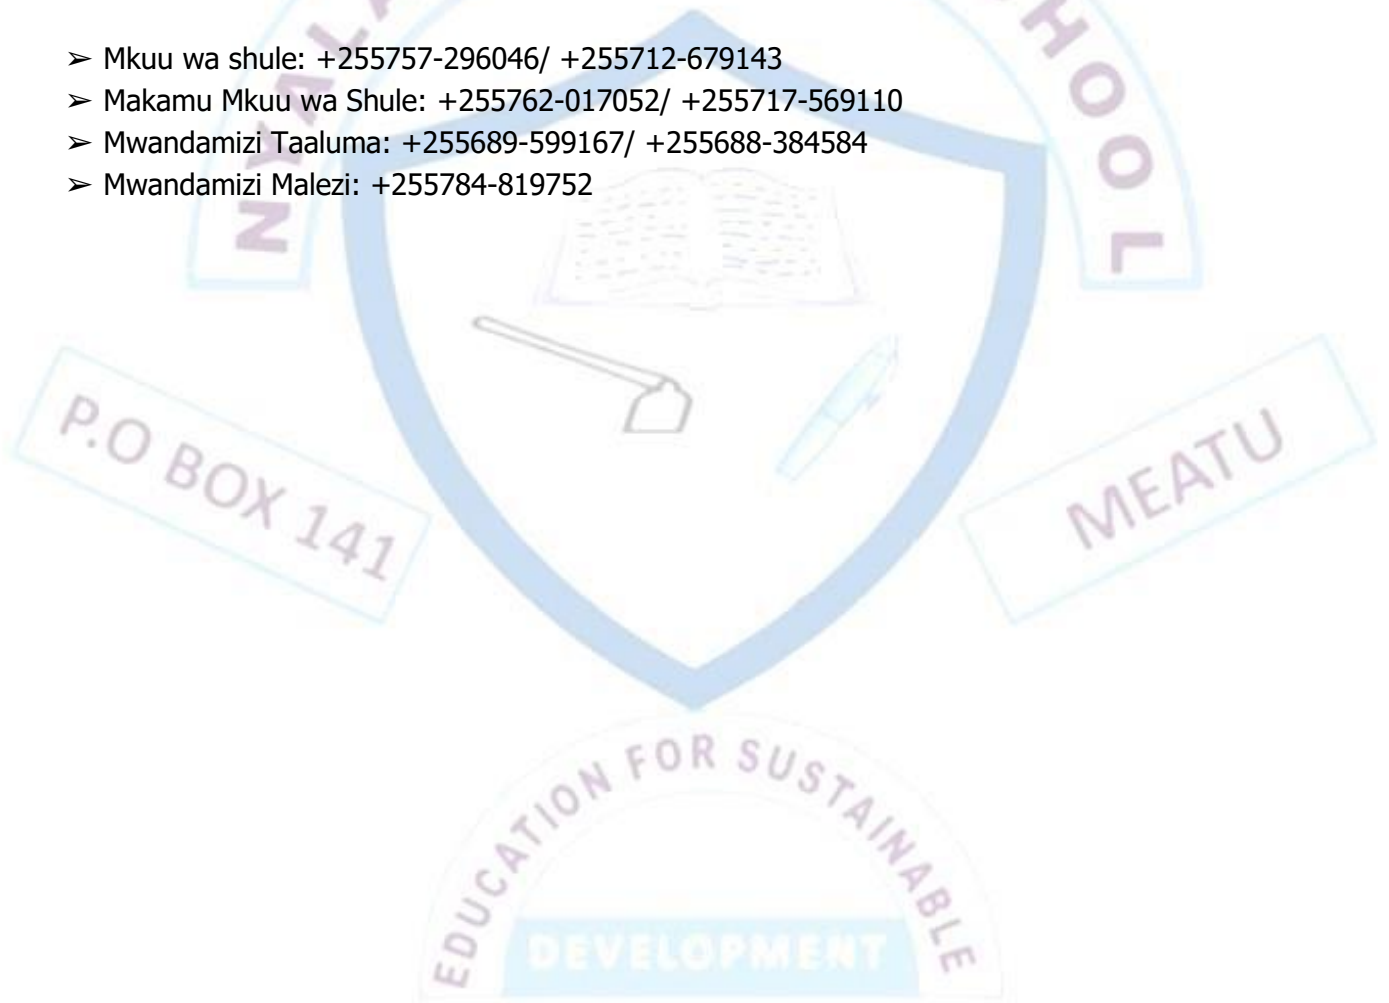 ➢ Mkuu wa shule: +255757-296046/ +255712-679143
➢ Makamu Mkuu wa Shule: +255762-017052/ +255717-569110
➢ Mwandamizi Taaluma: +255689-599167/ +255688-384584
➢ Mwandamizi Malezi: +255784-819752
P.O BOX 141
MEATU
EDUCATION FOR SUSTAINABLE
DEVELOPMENT